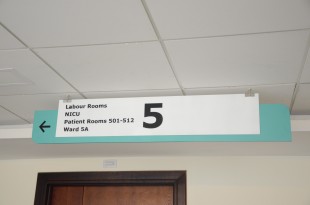 Labour Rooms
NICU
Patient Rooms 501-512
Ward 5A
5